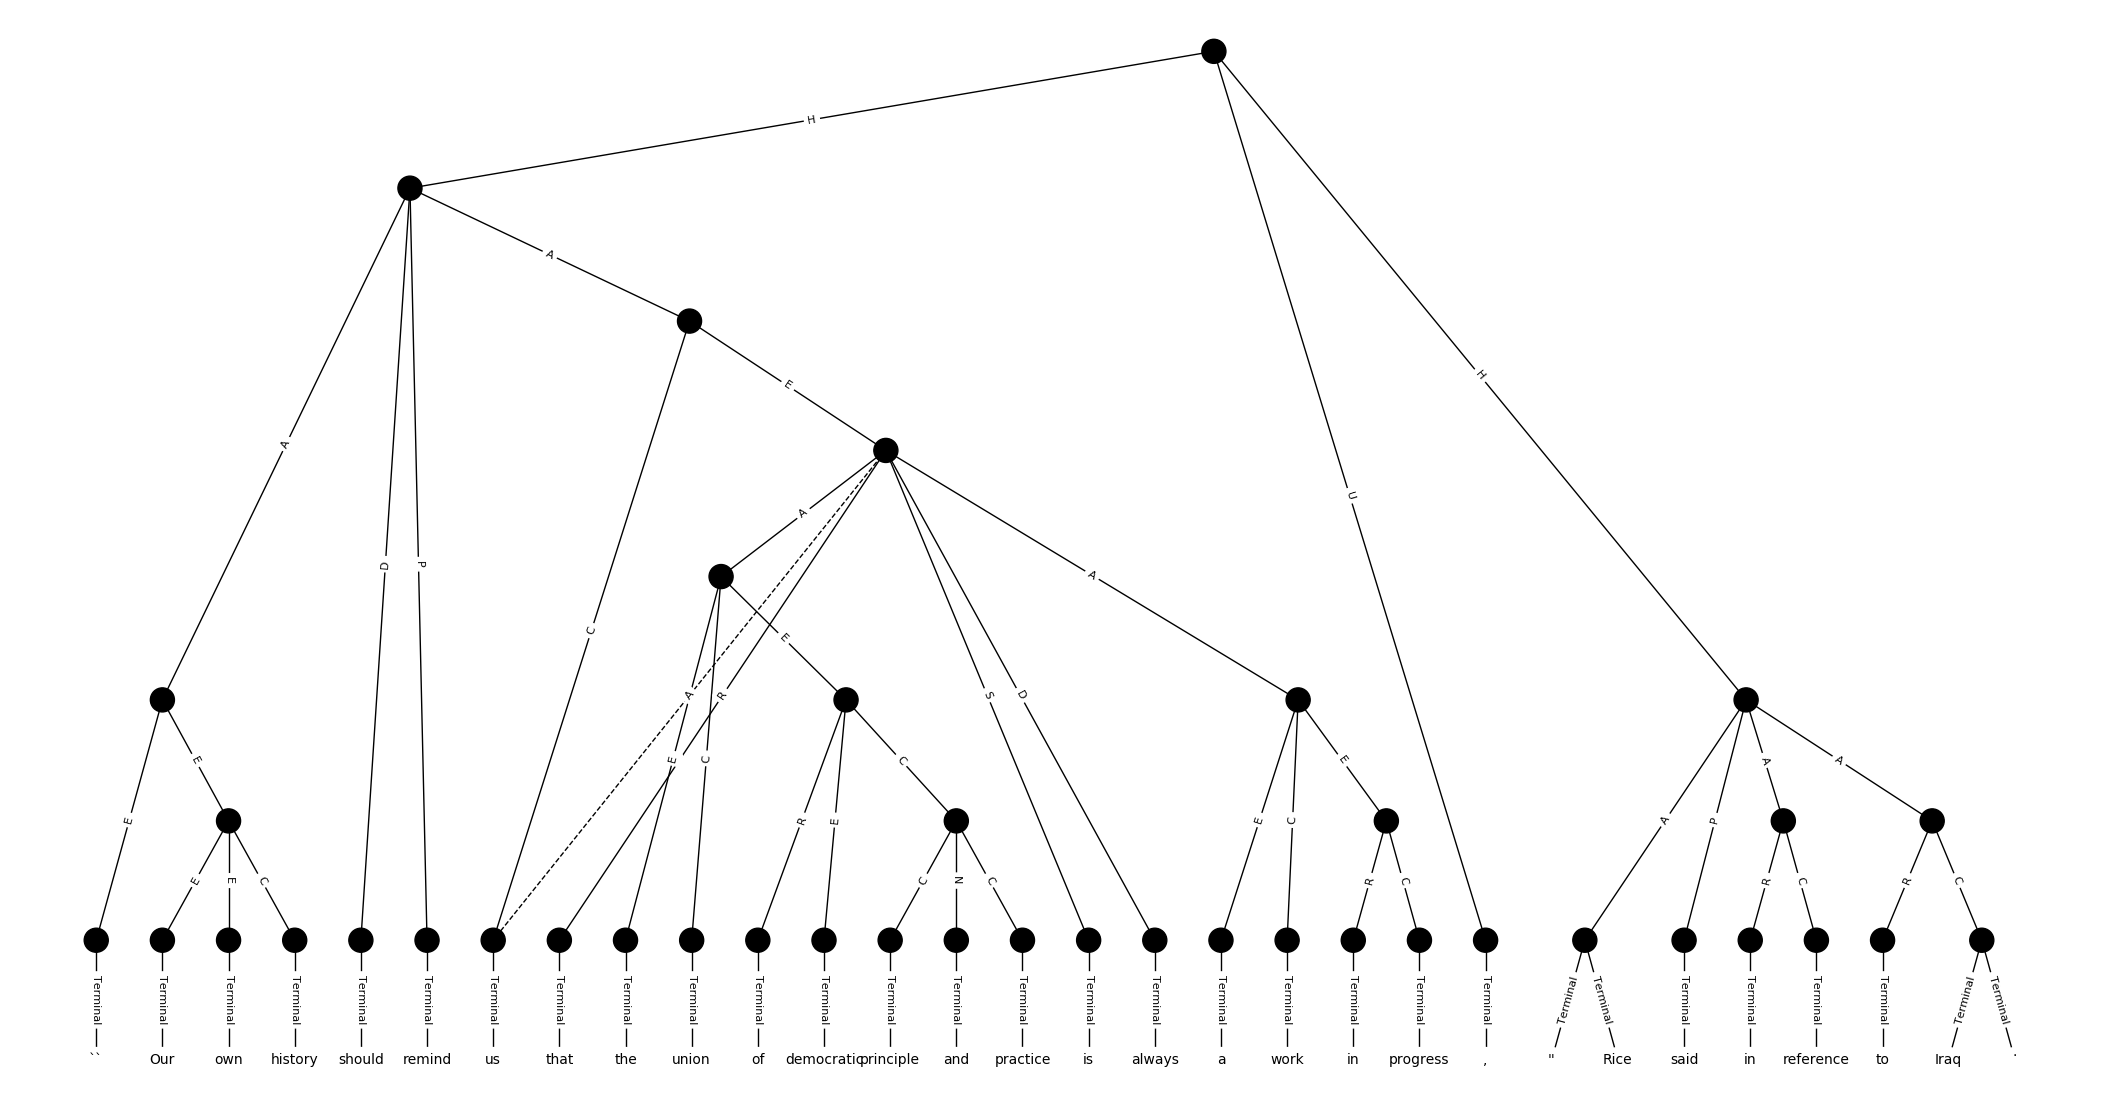 H
A
A
E
H
U
A
D
P
C
A
A
E
A
R
E
C
S
D
E
E
E
R
E
C
E
C
E
A
P
A
A
E
E
C
C
N
C
R
C
R
C
R
C
Terminal Terminal Terminal Terminal Terminal Terminal Terminal Terminal Terminal Terminal Terminal Terminal Terminal Terminal Terminal Terminal Terminal Terminal Terminal Terminal Terminal Terminal Terminal Terminal Terminal Terminal Terminal Terminal Terminal Terminal
`` Our own history should remind us that the union of democratic principle and practice is always a work in progress , " Rice said in reference to Iraq .